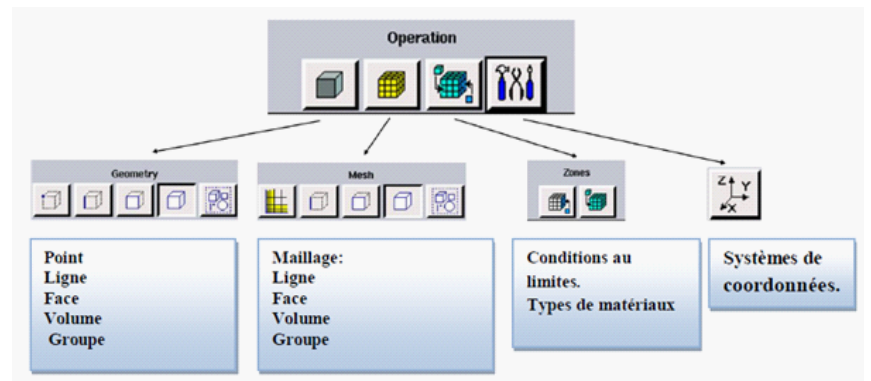 Operation
Geometry
Mesh
Zones
Z
Y
X
Point
Ligne
Face
Volume
Groupe
Maillage:
Ligne
Face
Volume
Groupe
Conditions au
limites.
Types de matériaux
Systèmes de
coordonnées.